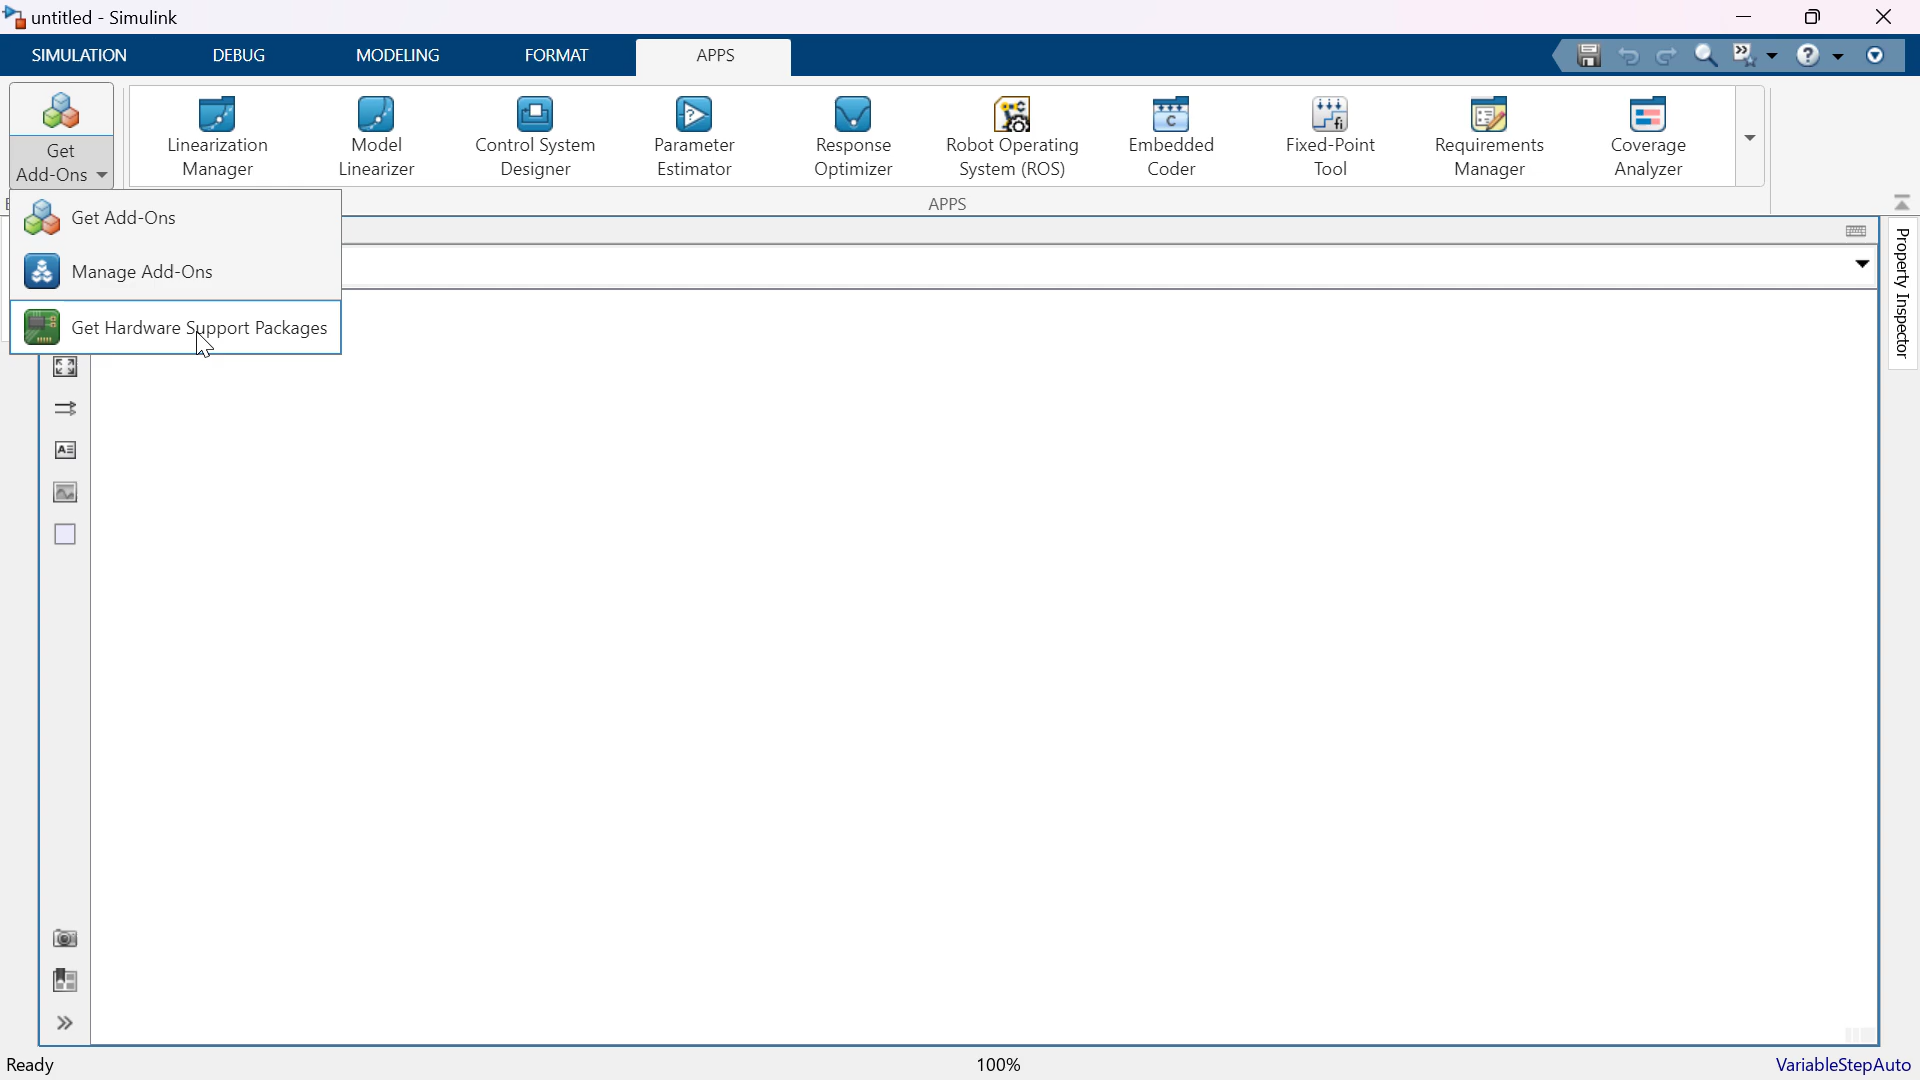 untitled - Simulink
SIMULATION
DEBUG
MODELING
FORMAT
APPS
Get
Add-Ons
Linearization
Manager
Model
Linearizer
Control System
Designer
Parameter
Estimator
Response
Optimizer
Robot Operating
System (ROS)
Embedded
Coder
Fixed-Point
Tool
Requirements
Manager
Coverage
Analyzer
APPS
Get Add-Ons
Manage Add-Ons
Get Hardware Support Packages
Property Inspector
Ready
100%
VariableStepAuto